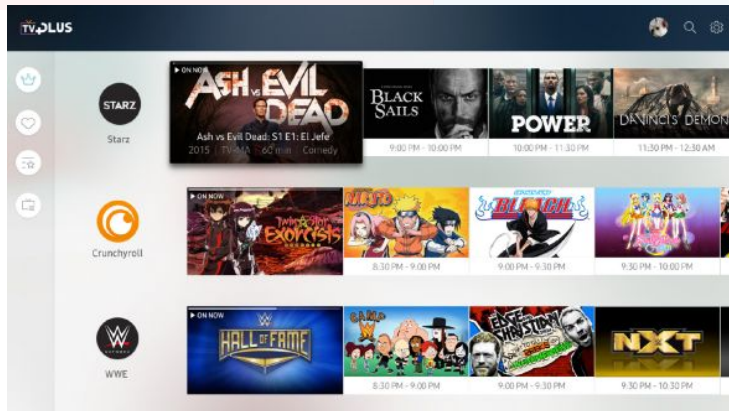 TV PLUS
STARZ
Starz
ON NOW
ASH vs EVIL DEAD
Ash vs Evil Dead: S1 E1: El Jefe
2015 | TV-MA | 60 min | Comedy
BLACK SAILS
9:00 PM - 10:00 PM
POWER
10:00 PM - 11:30 PM
DAVINCI'S DEMON
11:30 PM - 12:30 AM
Crunchyroll
ON NOW
Twin Star
EXORCISTS
NARUTO
8:30 PM - 9:00 PM
BLEACH
9:00 PM - 9:30 PM
9:30 PM - 10:00 PM
WWE
ON NOW
HALL OF FAME
CAMP
8:30 PM - 9:00 PM
EDGE AND CHRISTIAN
9:00 PM - 9:30 PM
NXT
9:30 PM - 10:30 PM